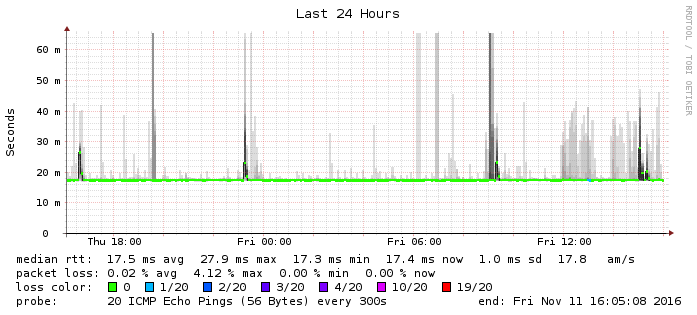 Last 24 Hours
RRDTOOL / TOBI OETIKER
Seconds
60 m
50 m
40 m
30 m
20 m
10 m
0
Thu 18:00 Fri 00:00 Fri 06:00 Fri 12:00
median rtt: 17.5 ms avg 27.9 ms max 17.3 ms min 17.4 ms now 1.0 ms sd 17.8 am/s
packet loss: 0.02 % avg 4.12 % max 0.00 % min 0.00 % now
loss color: 0 1/20 2/20 3/20 4/20 10/20 19/20
probe: 20 ICMP Echo Pings (56 Bytes) every 300s end: Fri Nov 11 16:05:08 2016